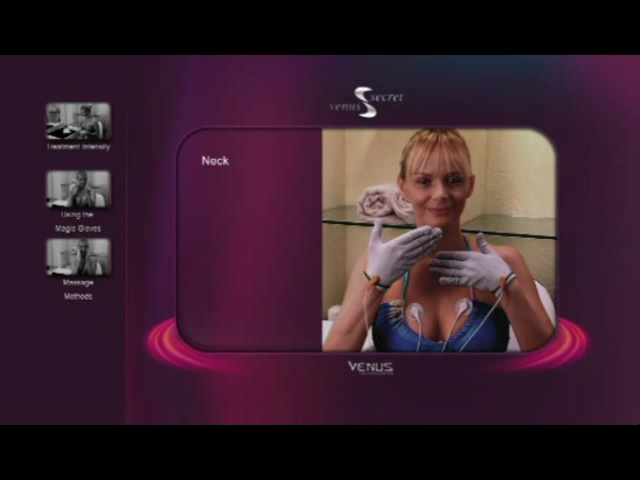 venus secret
Neck
Treatment Intensity
Using the
Magic Gloves
Massage
Methods
VENUS